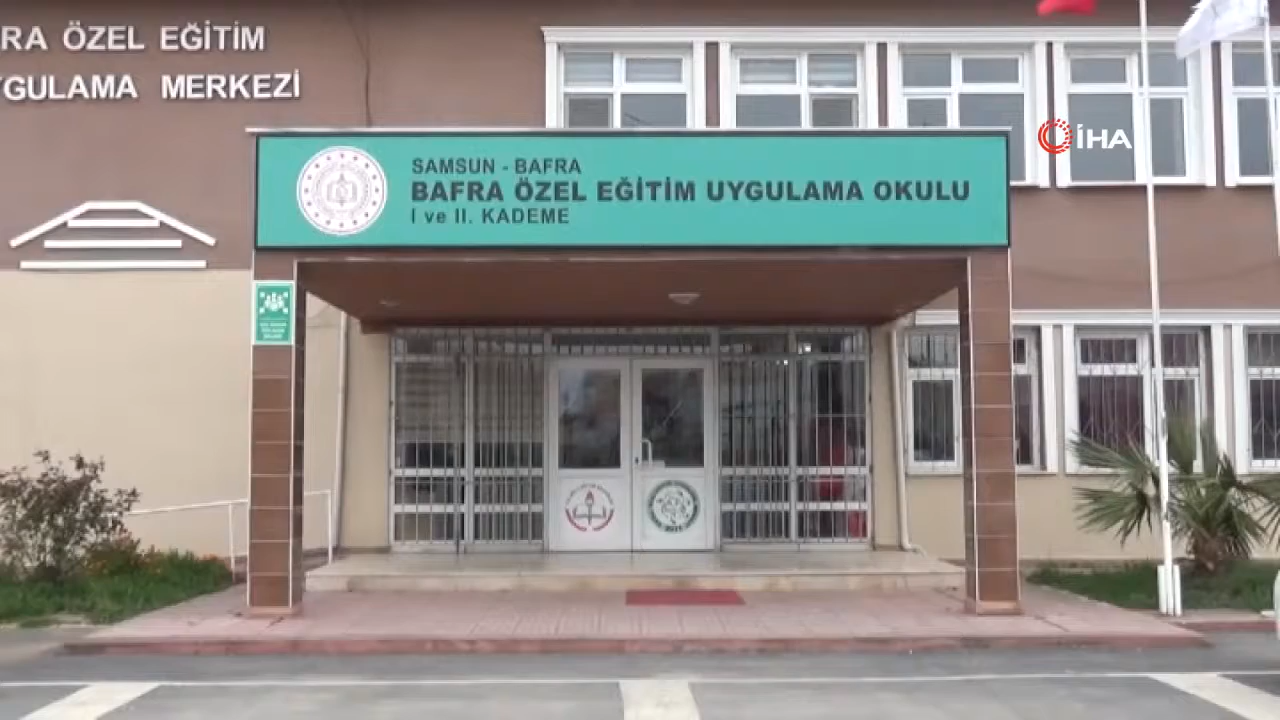 RA ÖZEL EĞİTİM
YGULAMA MERKEZİ
İHA
SAMSUN - BAFRA
BAFRA ÖZEL EĞİTİM UYGULAMA OKULU
I ve II. KADEME